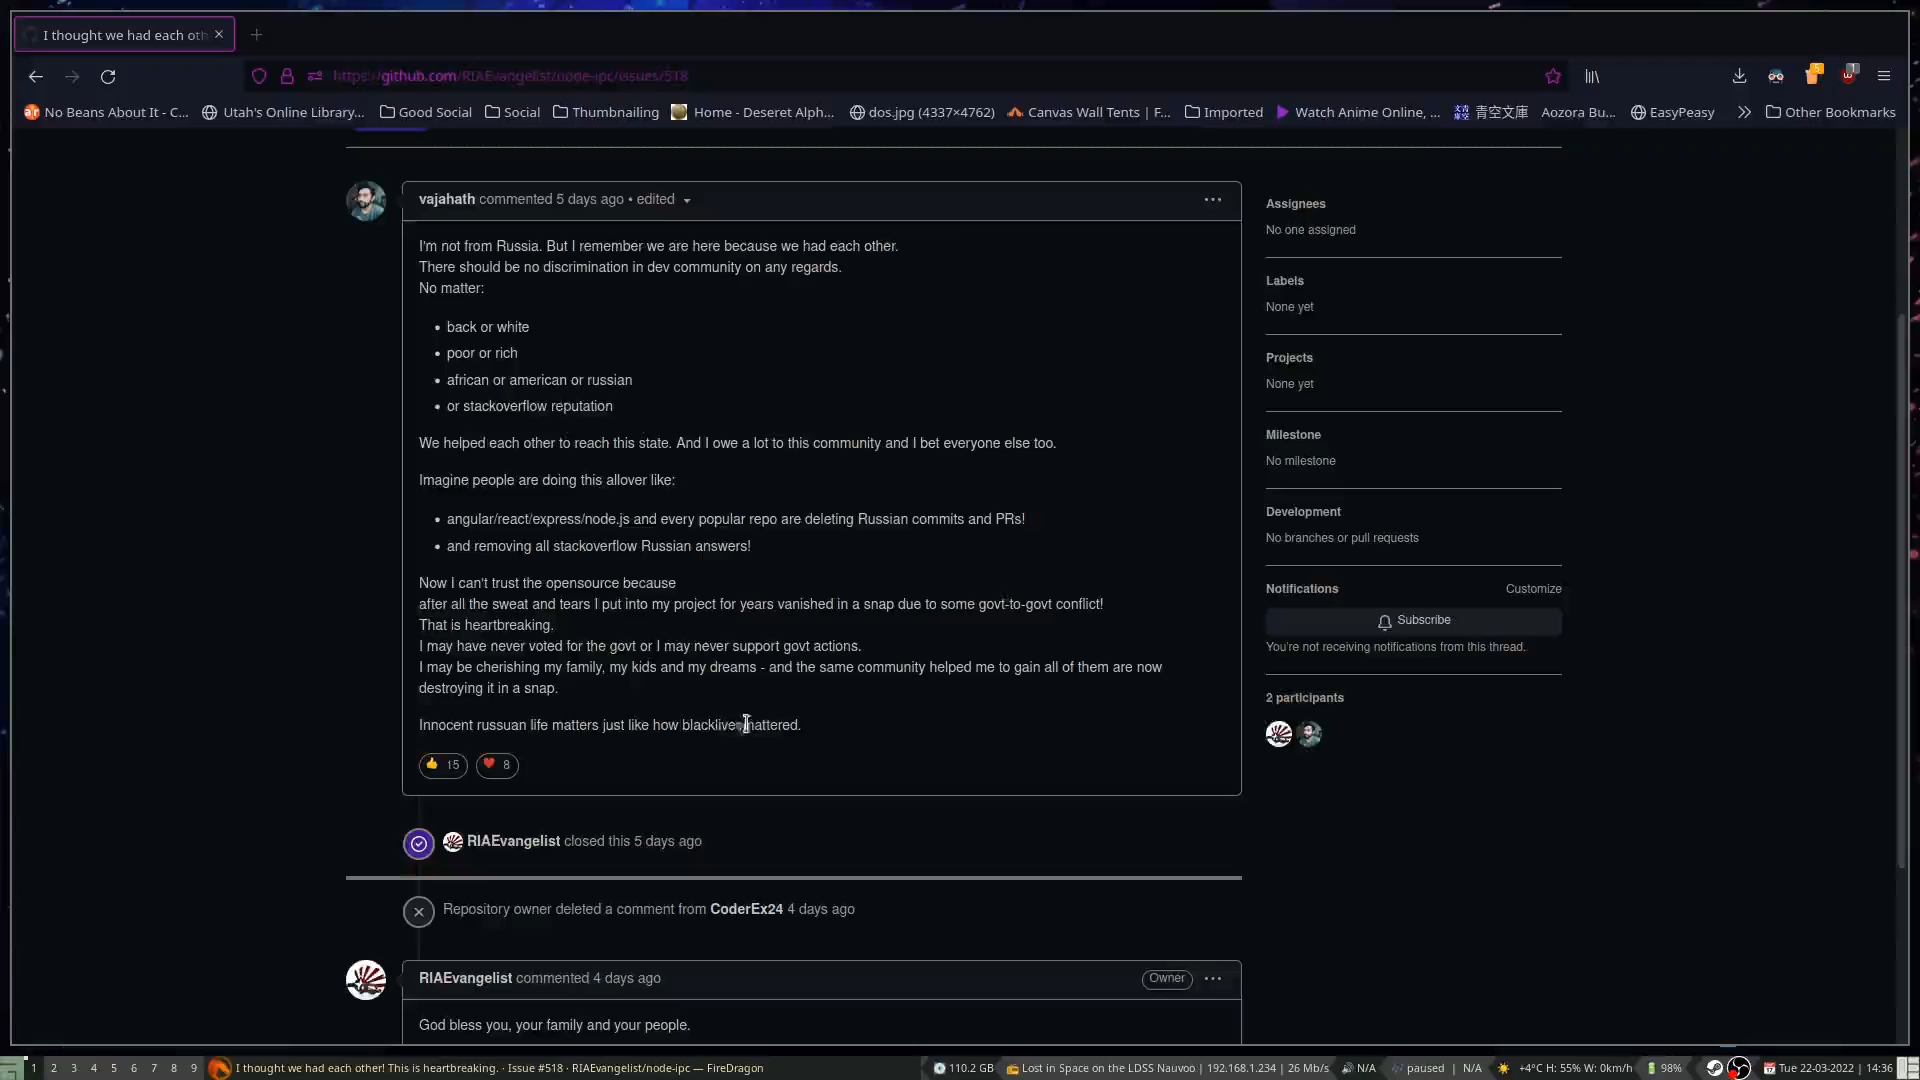 I thought we had each oth
https://github.com/RIAEvangelist/node-ipc/issues/518
5
1
No Beans About It - C...
Utah's Online Library...
Good Social
Social
Thumbnailing
Home - Deseret Alph...
dos.jpg (4337×4762)
Canvas Wall Tents | F...
Imported
Watch Anime Online, ...
青空文庫 Aozora Bu...
EasyPeasy
Other Bookmarks
vajahath commented 5 days ago • edited
I'm not from Russia. But I remember we are here because we had each other.
There should be no discrimination in dev community on any regards.
No matter:
• back or white
• poor or rich
• african or american or russian
• or stackoverflow reputation
We helped each other to reach this state. And I owe a lot to this community and I bet everyone else too.
Imagine people are doing this allover like:
• angular/react/express/node.js and every popular repo are deleting Russian commits and PRs!
• and removing all stackoverflow Russian answers!
Now I can't trust the opensource because
after all the sweat and tears I put into my project for years vanished in a snap due to some govt-to-govt conflict!
That is heartbreaking.
I may have never voted for the govt or I may never support govt actions.
I may be cherishing my family, my kids and my dreams - and the same community helped me to gain all of them are now
destroying it in a snap.
Innocent russuan life matters just like how blacklivesmattered.
👍 15 ❤️ 8
RIAEvangelist closed this 5 days ago
Repository owner deleted a comment from CoderEx24 4 days ago
RIAEvangelist commented 4 days ago
Owner
God bless you, your family and your people.
Assignees
No one assigned
Labels
None yet
Projects
None yet
Milestone
No milestone
Development
No branches or pull requests
Notifications
Customize
Subscribe
You're not receiving notifications from this thread.
2 participants
1 2 3 4 5 6 7 8 9
I thought we had each other! This is heartbreaking. · Issue #518 · RIAEvangelist/node-ipc — FireDragon
110.2 GB
Lost in Space on the LDSS Nauvoo | 192.168.1.234 | 26 Mb/s
N/A
paused | N/A
+4°C H: 55% W: 0km/h
98%
Tue 22-03-2022 | 14:36